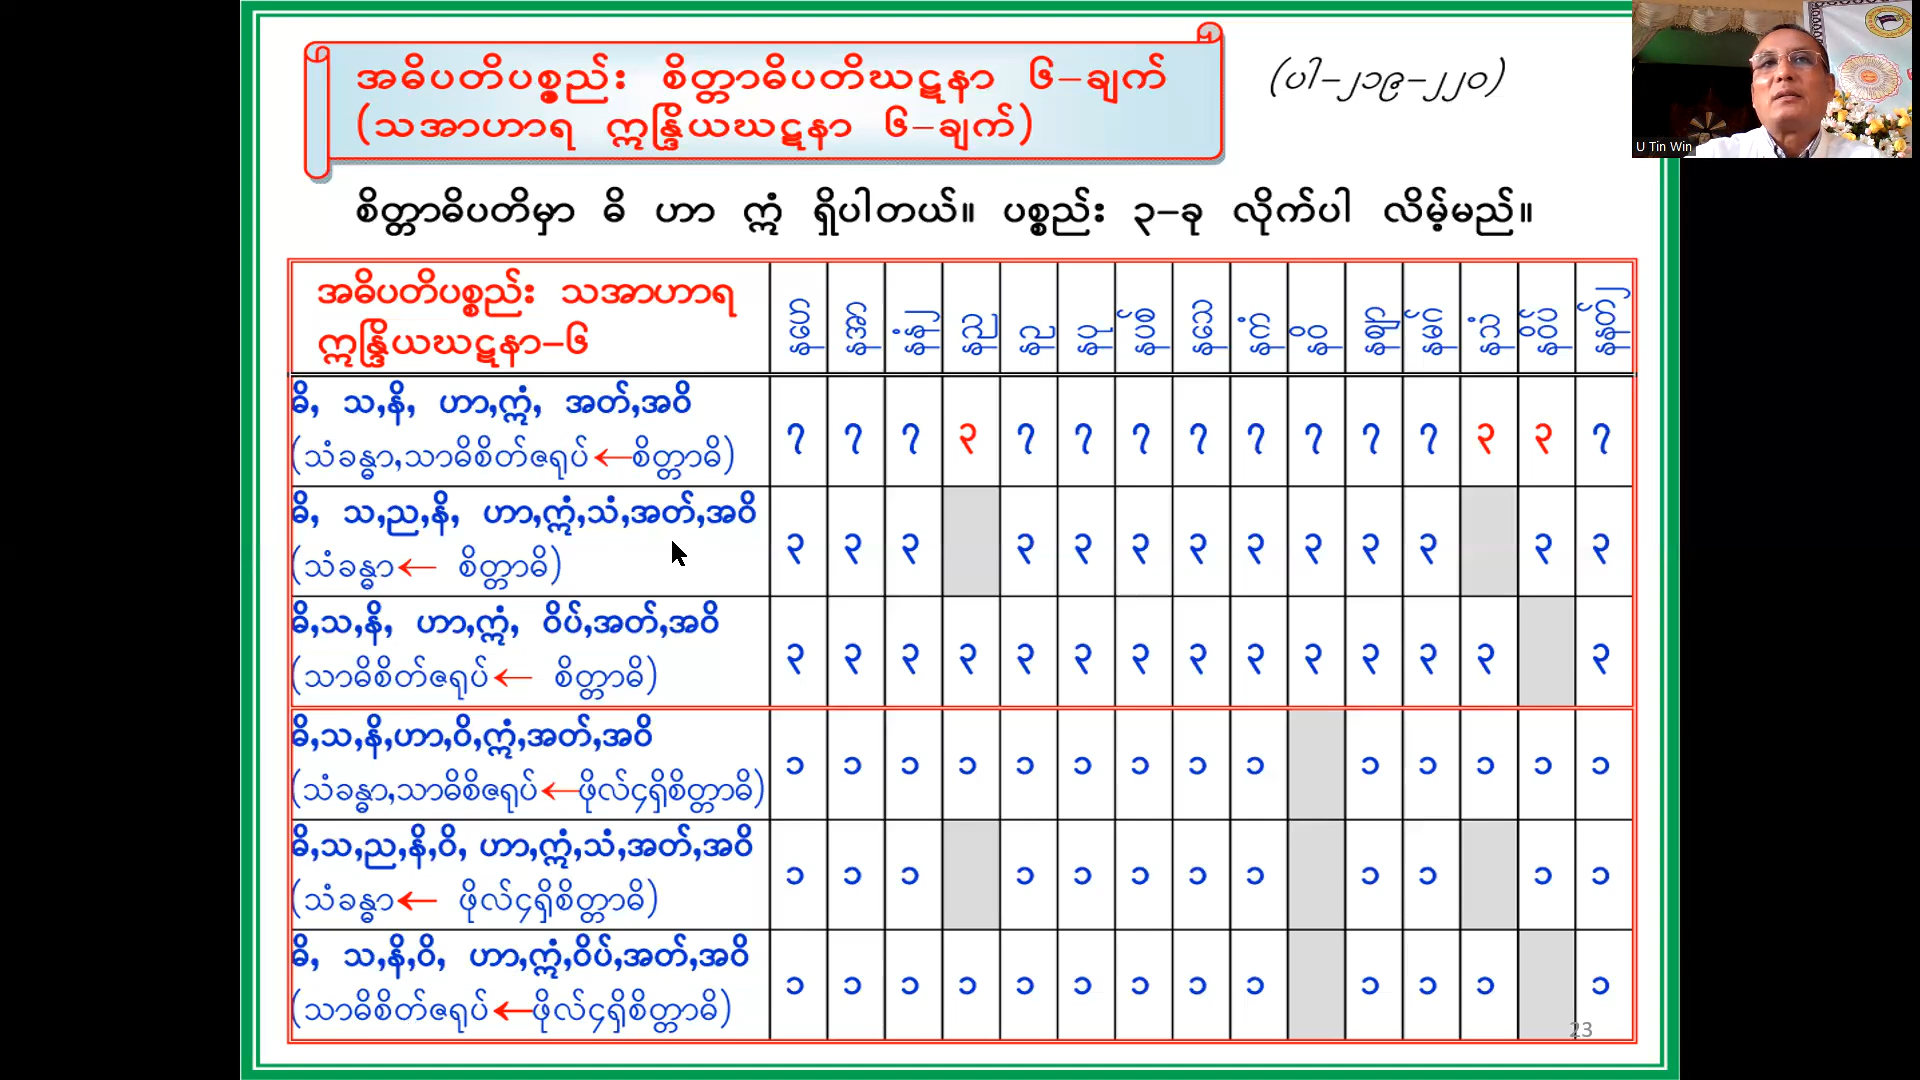 အဓိပတိပစ္စည်း စိတ္တာဓိပတိဃဋနာ ၆–ချက်
(သအာဟာရ ဣန္ဒြိယဃဋနာ ၆–ချက်)
(ပါ–၂၁၉–၂၂၀)
U Tin Win
စိတ္တာဓိပတိမှာ ဓိ ဟာ ဣံ ရှိပါတယ်။ ပစ္စည်း ၃–ခု လိုက်ပါ လိမ့်မည်။
အဓိပတိပစ္စည်း သအာဟာရ
ဣန္ဒြိယဃဋနာ–၆
ဓိ, သ,နိ, ဟာ,ဣံ, အတ်,အဝိ
(သံခန္ဓာ,သာဓိစိတ်ဇရုပ်←စိတ္တာဓိ)
၇ ၇ ၇ ၃ ၇ ၇ ၇ ၇ ၇ ၇ ၇ ၇ ၃ ၃ ၇
ဓိ, သ,ည,နိ, ဟာ,ဣံ,သံ,အတ်,အဝိ
(သံခန္ဓာ← စိတ္တာဓိ)
၃ ၃ ၃ ၃ ၃ ၃ ၃ ၃ ၃ ၃ ၃ ၃ ၃
ဓိ,သ,နိ, ဟာ,ဣံ, ဝိပ်,အတ်,အဝိ
(သာဓိစိတ်ဇရုပ်← စိတ္တာဓိ)
၃ ၃ ၃ ၃ ၃ ၃ ၃ ၃ ၃ ၃ ၃ ၃ ၃ ၃
ဓိ,သ,နိ,ဟာ,ဝိ,ဣံ,အတ်,အဝိ
(သံခန္ဓာ,သာဓိစိဇရုပ်←ဖိုလ်၄ရှိစိတ္တာဓိ)
၁ ၁ ၁ ၁ ၁ ၁ ၁ ၁ ၁ ၁ ၁ ၁ ၁ ၁
ဓိ,သ,ည,နိ,ဝိ, ဟာ,ဣံ,သံ,အတ်,အဝိ
(သံခန္ဓာ← ဖိုလ်၄ရှိစိတ္တာဓိ)
၁ ၁ ၁ ၁ ၁ ၁ ၁ ၁ ၁ ၁ ၁ ၁
ဓိ, သ,နိ,ဝိ, ဟာ,ဣံ,ဝိပ်,အတ်,အဝိ
(သာဓိစိတ်ဇရုပ်←ဖိုလ်၄ရှိစိတ္တာဓိ)
၁ ၁ ၁ ၁ ၁ ၁ ၁ ၁ ၁ ၁ ၁ ၁ ၁
23